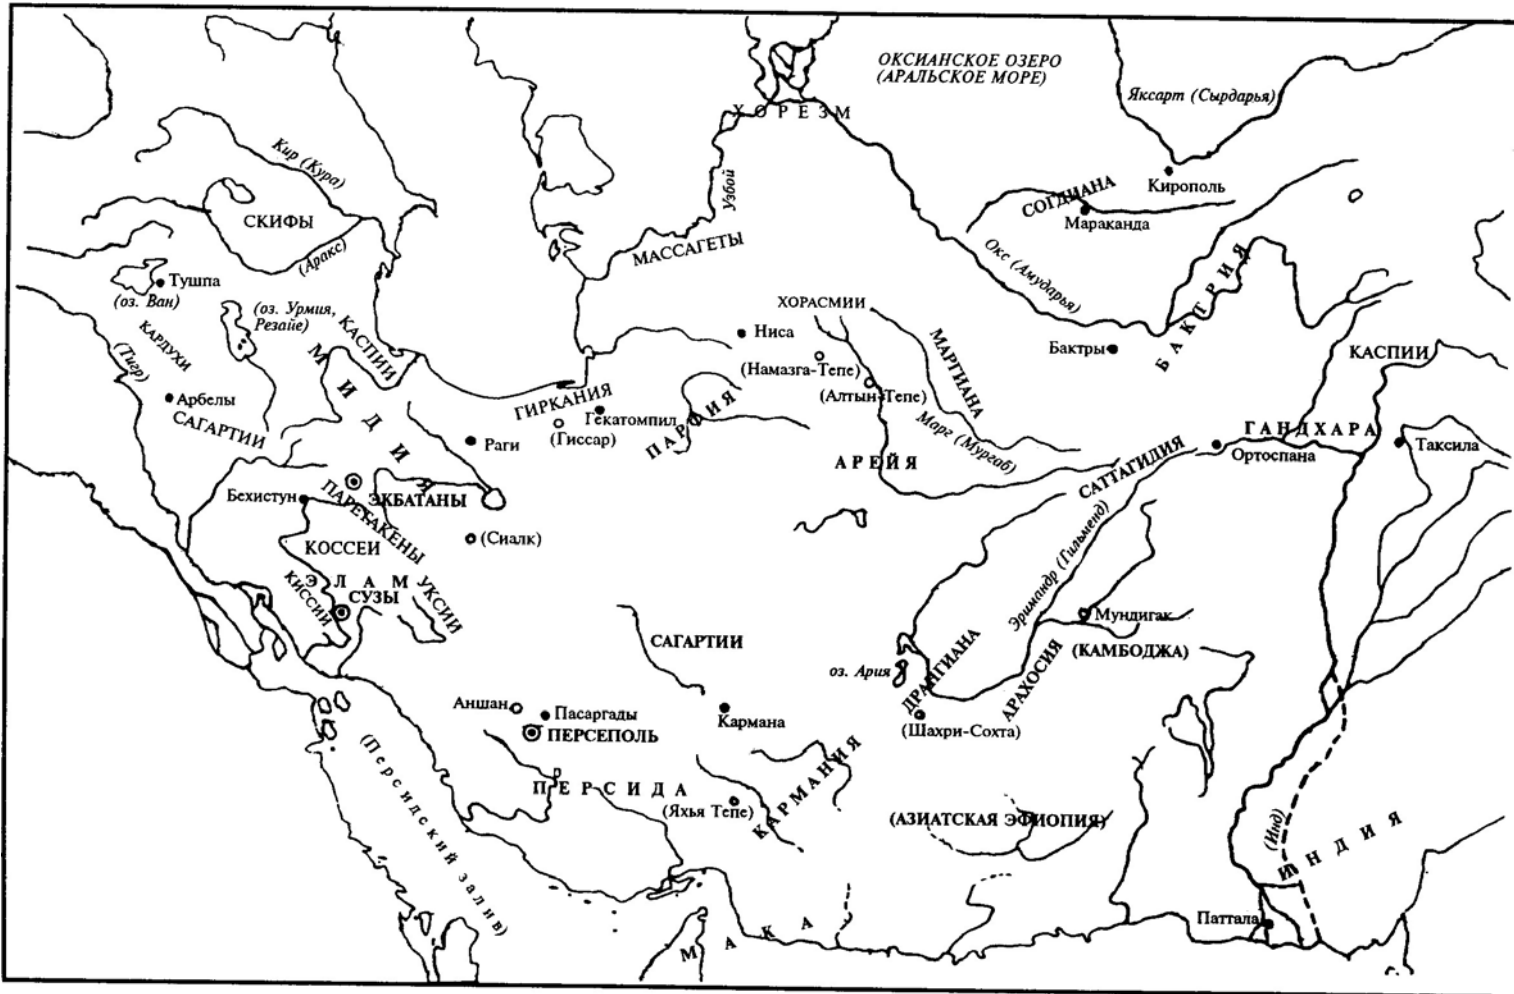 ОКСИАНСКОЕ ОЗЕРО
(АРАЛЬСКОЕ МОРЕ)
Яксарт (Сырдарья)
ХОРЕЗМ
Кир (Кура)
Узбой
Кирополь
СОГДИАНА
Мараканда
СКИФЫ
(Аракс)
МАССАГЕТЫ
Окс (Амударья)
БАКТРИЯ
Тушпа
(оз. Ван)
(оз. Урмия,
Резайе)
КАСПИИ
ХОРАСМИИ
Ниса
(Намазга-Тепе)
МАРГИАНА
Бактры
КАСПИИ
КАРДУХИ
(Тигр)
МИДИЯ
(Алтын-Тепе)
Арбелы
САГАРТИИ
ГИРКАНИЯ
Гекатомпил
(Гиссар)
ПАРФИЯ
Марг (Мургаб)
ГАНДХАРА
Раги
АРЕЙЯ
САТТАГИДИЯ
Ортоспана
Таксила
Бехистун
ЭКБАТАНЫ
ПАРЕТАКЕНЫ
(Сиалк)
КОССЕИ
Эримандр (Гильменд)
ЭЛАМ
КИССИИ
СУЗЫ
УКСИИ
Мундигак
САГАРТИИ
(КАМБОДЖА)
оз. Ария
ДРАНГИАНА
АРАХОСИЯ
Аншан
Пасаргады
ПЕРСЕПОЛЬ
Кармана
(Шахри-Сохта)
(Персидский залив)
ПЕРСИДА
(Яхья Тепе)
КАРМАНИЯ
(АЗИАТСКАЯ ЭФИОПИЯ)
(Инд)
ИНДИЯ
Паттала
МАКА